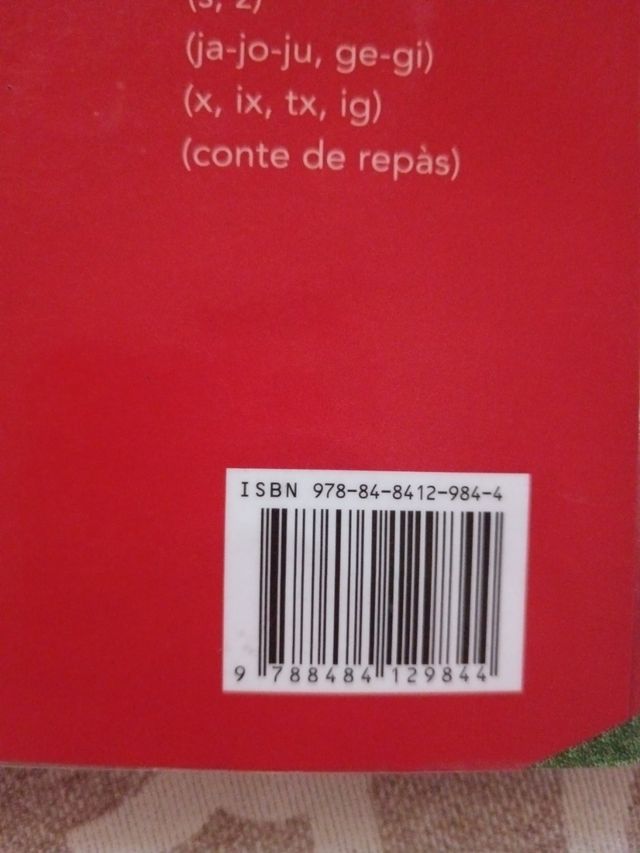 (s, z)
(ja-jo-ju, ge-gi)
(x, ix, tx, ig)
(conte de repàs)
ISBN 978-84-8412-984-4
9 788484 129844